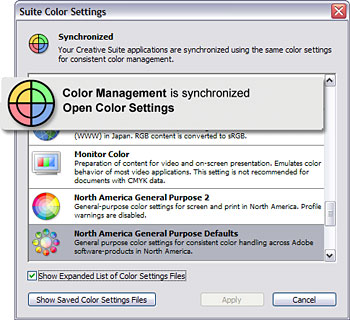 Suite Color Settings
Synchronized
Your Creative Suite applications are synchronized using the same color settings
for consistent color management.
Color Management is synchronized
Open Color Settings
(WWW) in Japan. RGB content is converted to sRGB.
Monitor Color
Preparation of content for video and on-screen presentation. Emulates color
behavior of most video applications. This setting is not recommended for
documents with CMYK data.
North America General Purpose 2
General-purpose color settings for screen and print in North America. Profile
warnings are disabled.
North America General Purpose Defaults
General purpose color settings for consistent color handling across Adobe
software-products in North America.
Show Expanded List of Color Settings Files
Show Saved Color Settings Files
Apply
Cancel